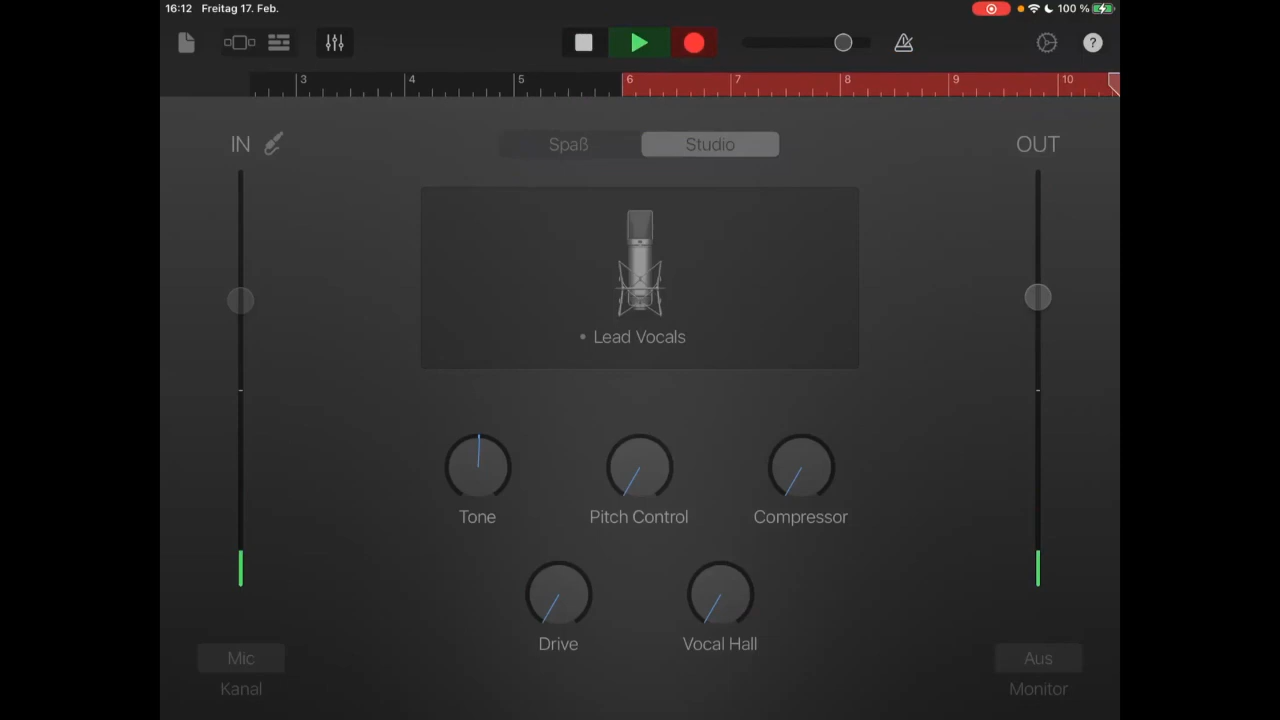 16:12 Freitag 17. Feb. 100 %
?
3 4 5 6 7 8 9 10
IN Spaß Studio OUT
• Lead Vocals
Tone Pitch Control Compressor
Drive Vocal Hall
Mic Aus
Kanal Monitor